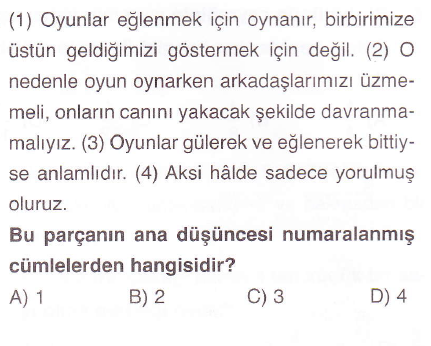 (1) Oyunlar eğlenmek için oynanır, birbirimize
üstün geldiğimizi göstermek için değil. (2) O
nedenle oyun oynarken arkadaşlarımızı üzme-
meli, onların canını yakacak şekilde davranma-
malıyız. (3) Oyunlar gülerek ve eğlenerek bittiy-
se anlamlıdır. (4) Aksi hâlde sadece yorulmuş
oluruz.
Bu parçanın ana düşüncesi numaralanmış
cümlelerden hangisidir?
A) 1 B) 2 C) 3 D) 4